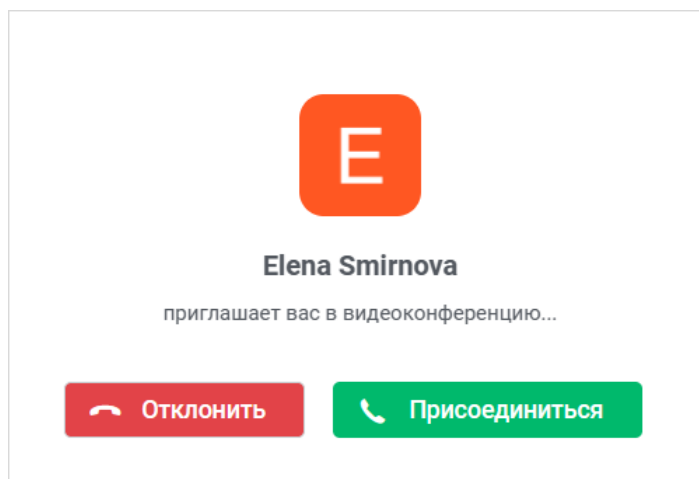 E
Elena Smirnova
приглашает вас в видеоконференцию...
Отклонить Присоединиться